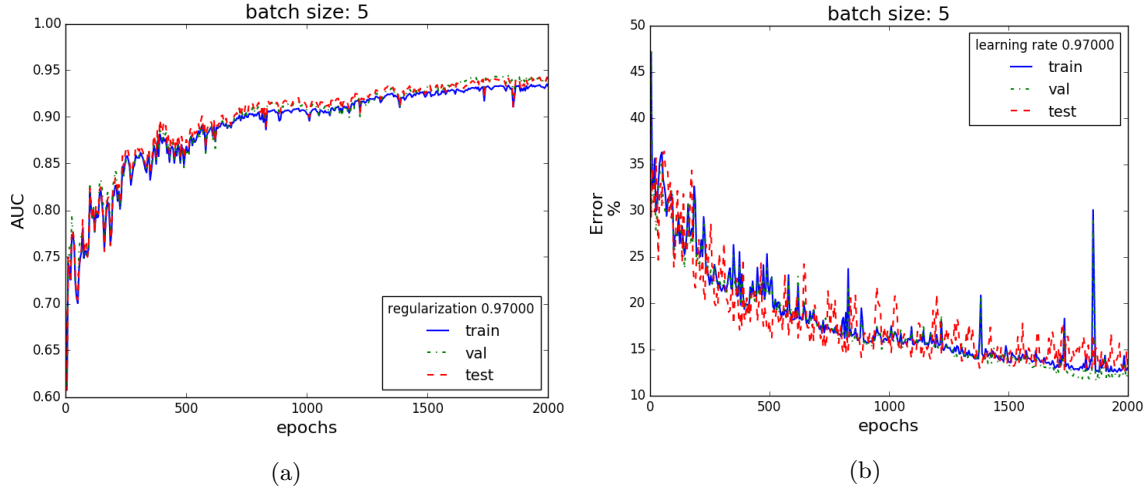 batch size: 5
1.00
0.95
0.90
0.85
0.80
0.75
0.70
0.65
0.60
AUC
regularization 0.97000
train
val
test
0
500
1000
1500
2000
epochs
(a)
batch size: 5
50
45
40
35
30
25
20
15
10
Error
%
learning rate 0.97000
train
val
test
0
500
1000
1500
2000
epochs
(b)